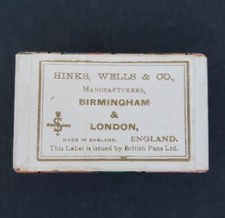 HINKS, WELLS & CO.,
MANUFACTURERS,
BIRMINGHAM
&
LONDON,
MADE IN ENGLAND. ENGLAND.
This Label is issued by British Pens Ltd.